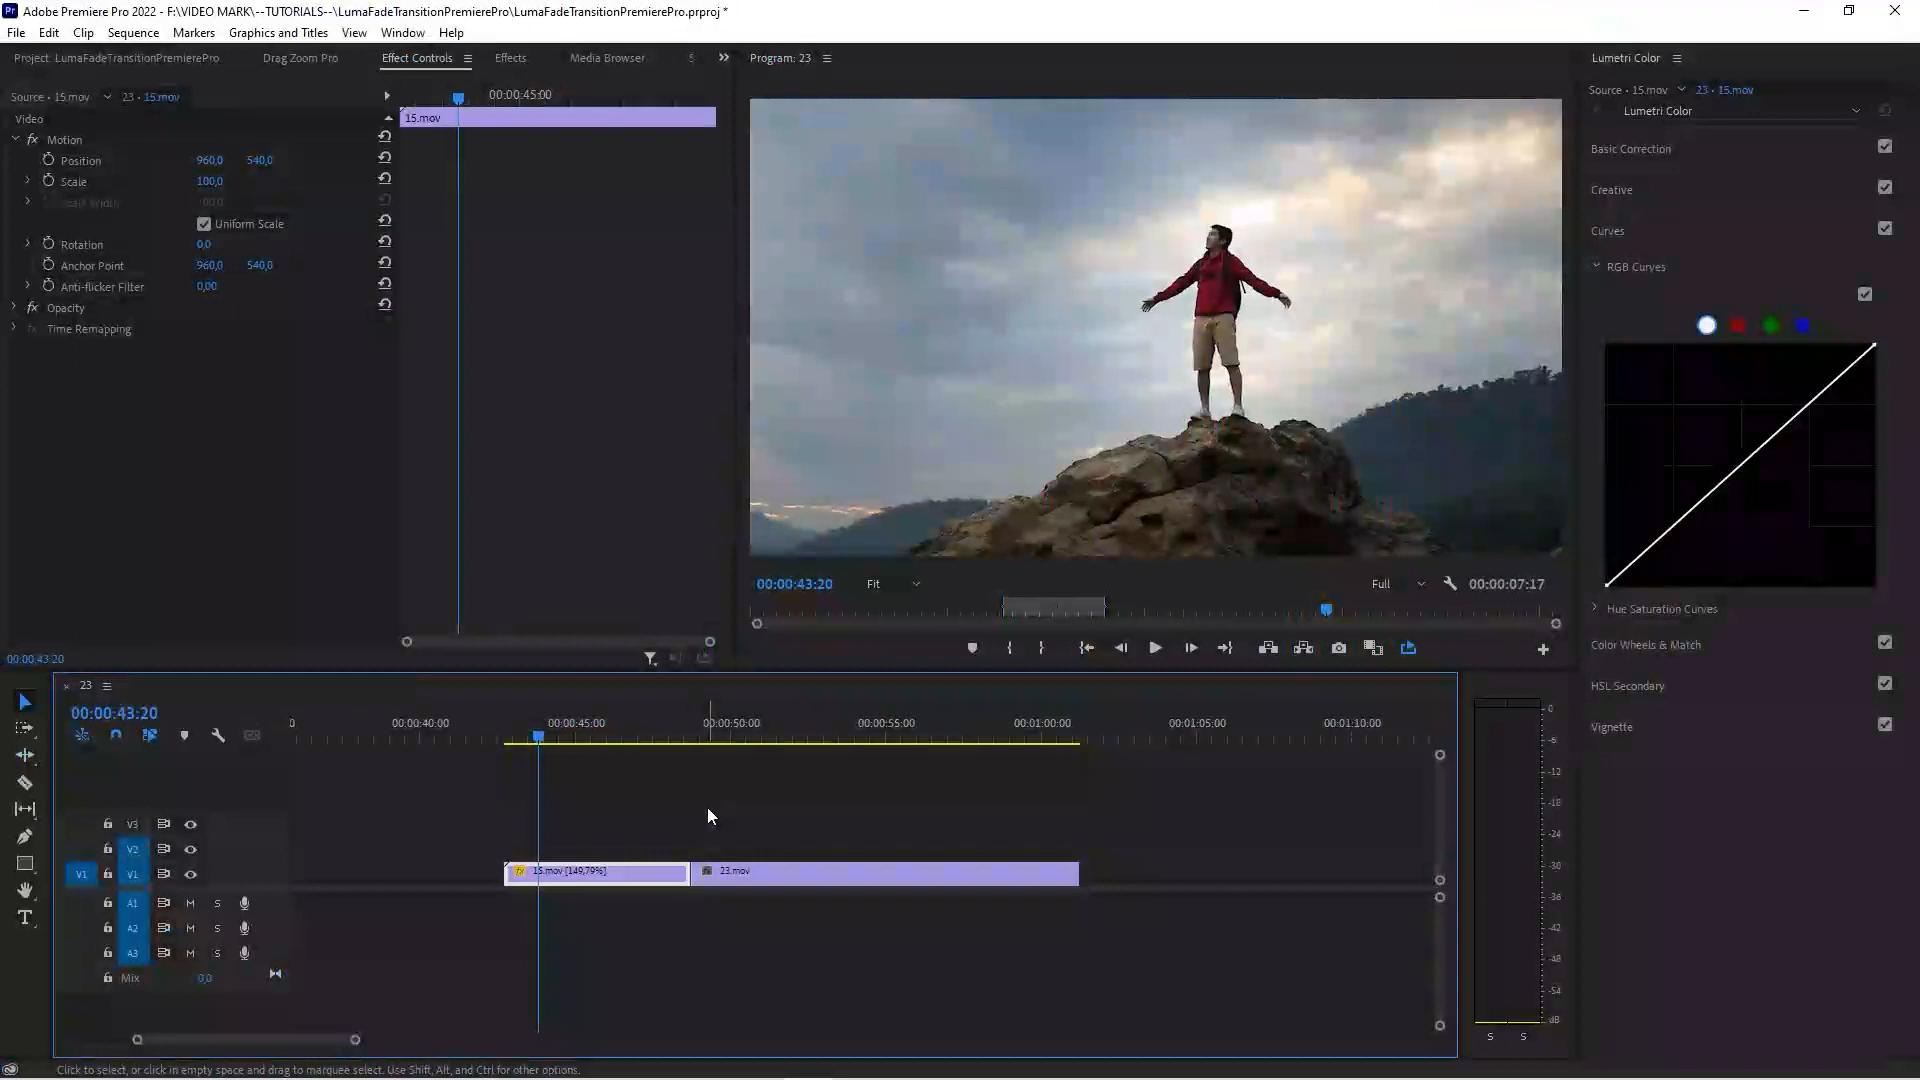 Pr Adobe Premiere Pro 2022 - F:\VIDEO MARK\--TUTORIALS--\LumaFadeTransitionPremierePro\LumaFadeTransitionPremierePro.prproj *
File Edit Clip Sequence Markers Graphics and Titles View Window Help
Project: LumaFadeTransitionPremierePro Drag Zoom Pro Effect Controls Effects Media Browser S Program: 23 Lumetri Color
Source • 15.mov 23 • 15.mov 00:00:45:00 Source • 15.mov 23 • 15.mov
Video 15.mov Lumetri Color
fx Motion
Position 960,0 540,0
Scale 100,0
Scale Width 100,0
Uniform Scale
Rotation 0,0
Anchor Point 960,0 540,0
Anti-flicker Filter 0,00
fx Opacity
fx Time Remapping
00:00:43:20
Basic Correction
Creative
Curves
RGB Curves
Hue Saturation Curves
Color Wheels & Match
HSL Secondary
Vignette
00:00:43:20 Fit Full 00:00:07:17
23
00:00:43:20
0 00:00:40:00 00:00:45:00 00:00:50:00 00:00:55:00 00:01:00:00 00:01:05:00 00:01:10:00
V3
V2
V1 V1 fx 15.mov [149,79%] 23.mov
A1 M S
A2 M S
A3 M S
Mix 0,0
0
-6
-12
-18
-24
-30
-36
-42
-48
-54
dB
S S
Click to select, or click in empty space and drag to marquee select. Use Shift, Alt, and Ctrl for other options.